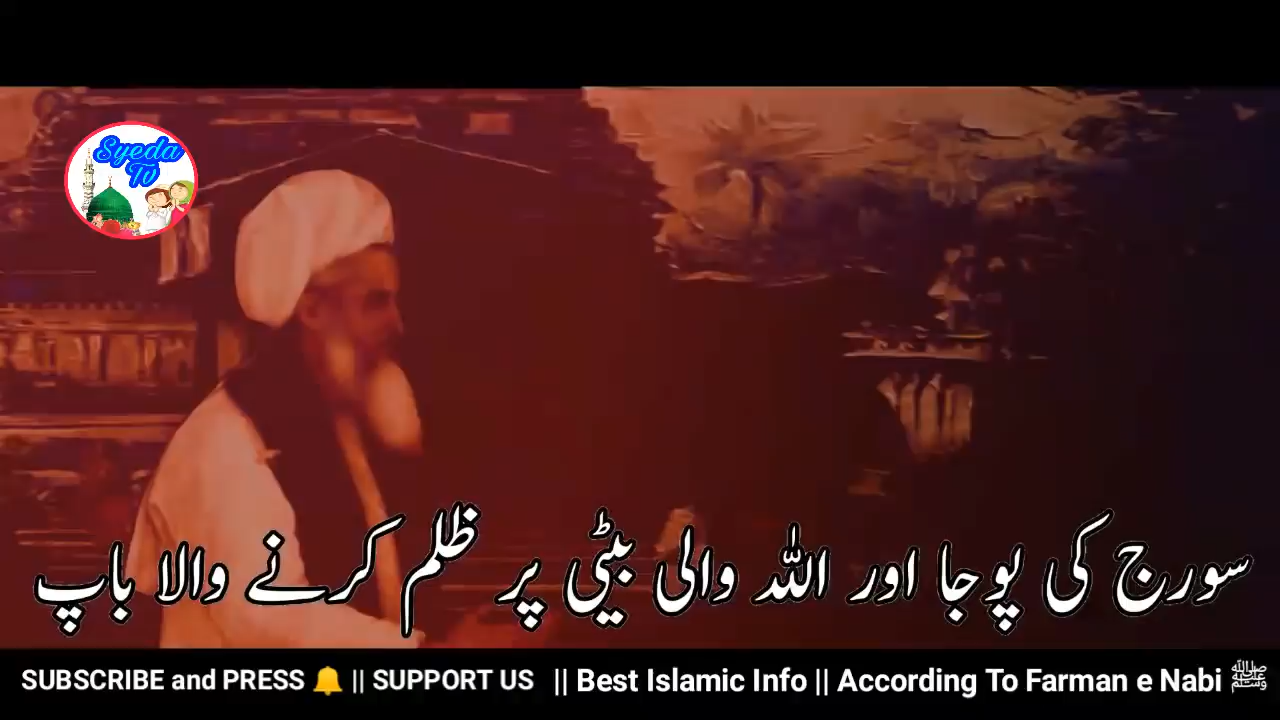 Syeda
Tv
سورج کی پوجا اور اللہ والی بیٹی پر ظلم کرنے والا باپ
SUBSCRIBE and PRESS 🔔 || SUPPORT US || Best Islamic Info || According To Farman e Nabi ﷺ